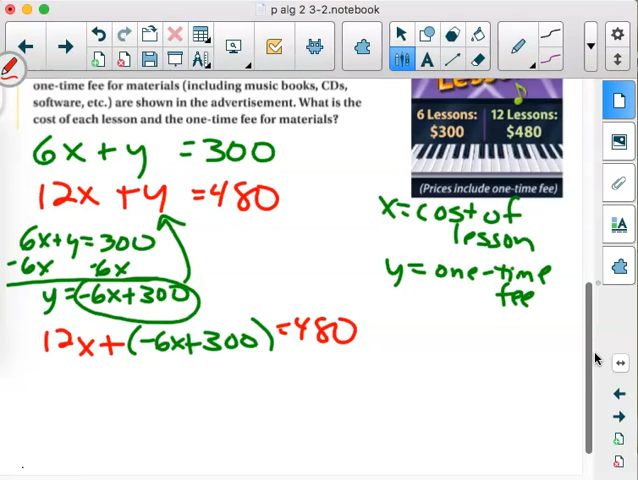 p alg 2 3-2.notebook
one-time fee for materials (including music books, CDs,
software, etc.) are shown in the advertisement. What is the
cost of each lesson and the one-time fee for materials?
6 Lessons:
$300
12 Lessons:
$480
(Prices include one-time fee)
6x + y = 300
12x + y = 480
x = cost of
lesson
y = one-time
fee
6x+y=300
-6x -6x
y = -6x+300
12x+(-6x+300)=480